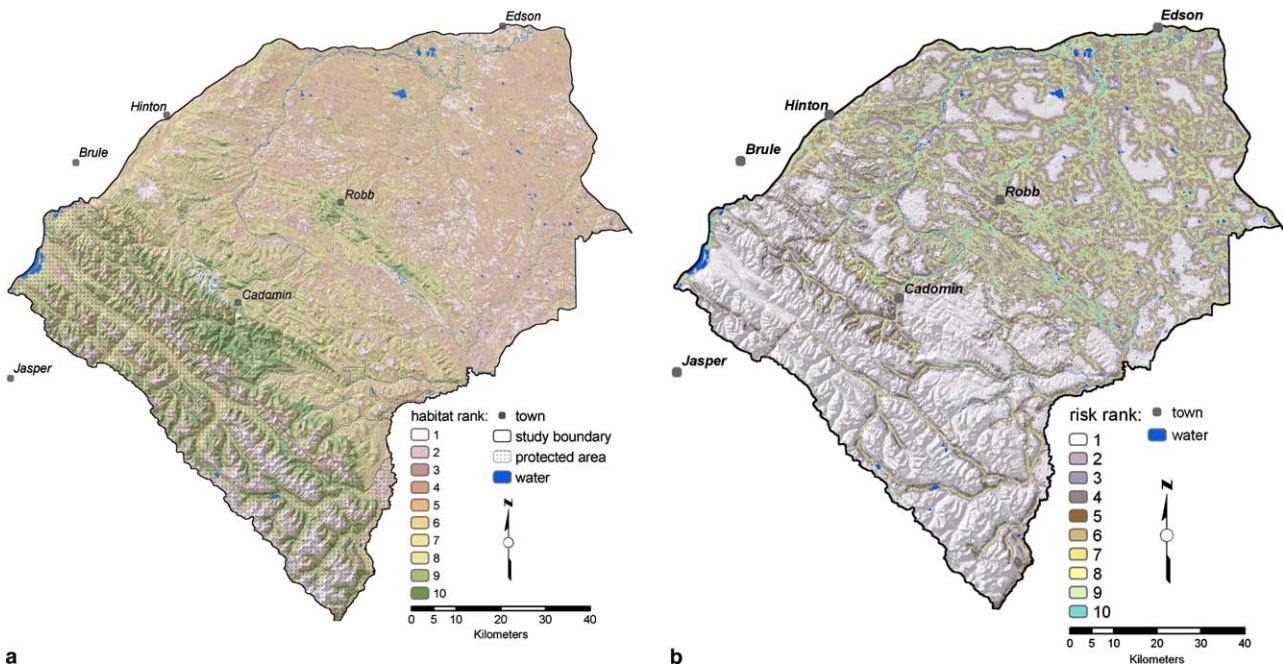 Edson
Hinton
Brule
Robb
Cadomin
Jasper
habitat rank:
1
2
3
4
5
6
7
8
9
10
town
study boundary
protected area
water
N
0 5 10 20 30 40
Kilometers
a
Edson
Hinton
Brule
Robb
Cadomin
Jasper
risk rank:
1
2
3
4
5
6
7
8
9
10
town
water
N
0 5 10 20 30 40
Kilometers
b